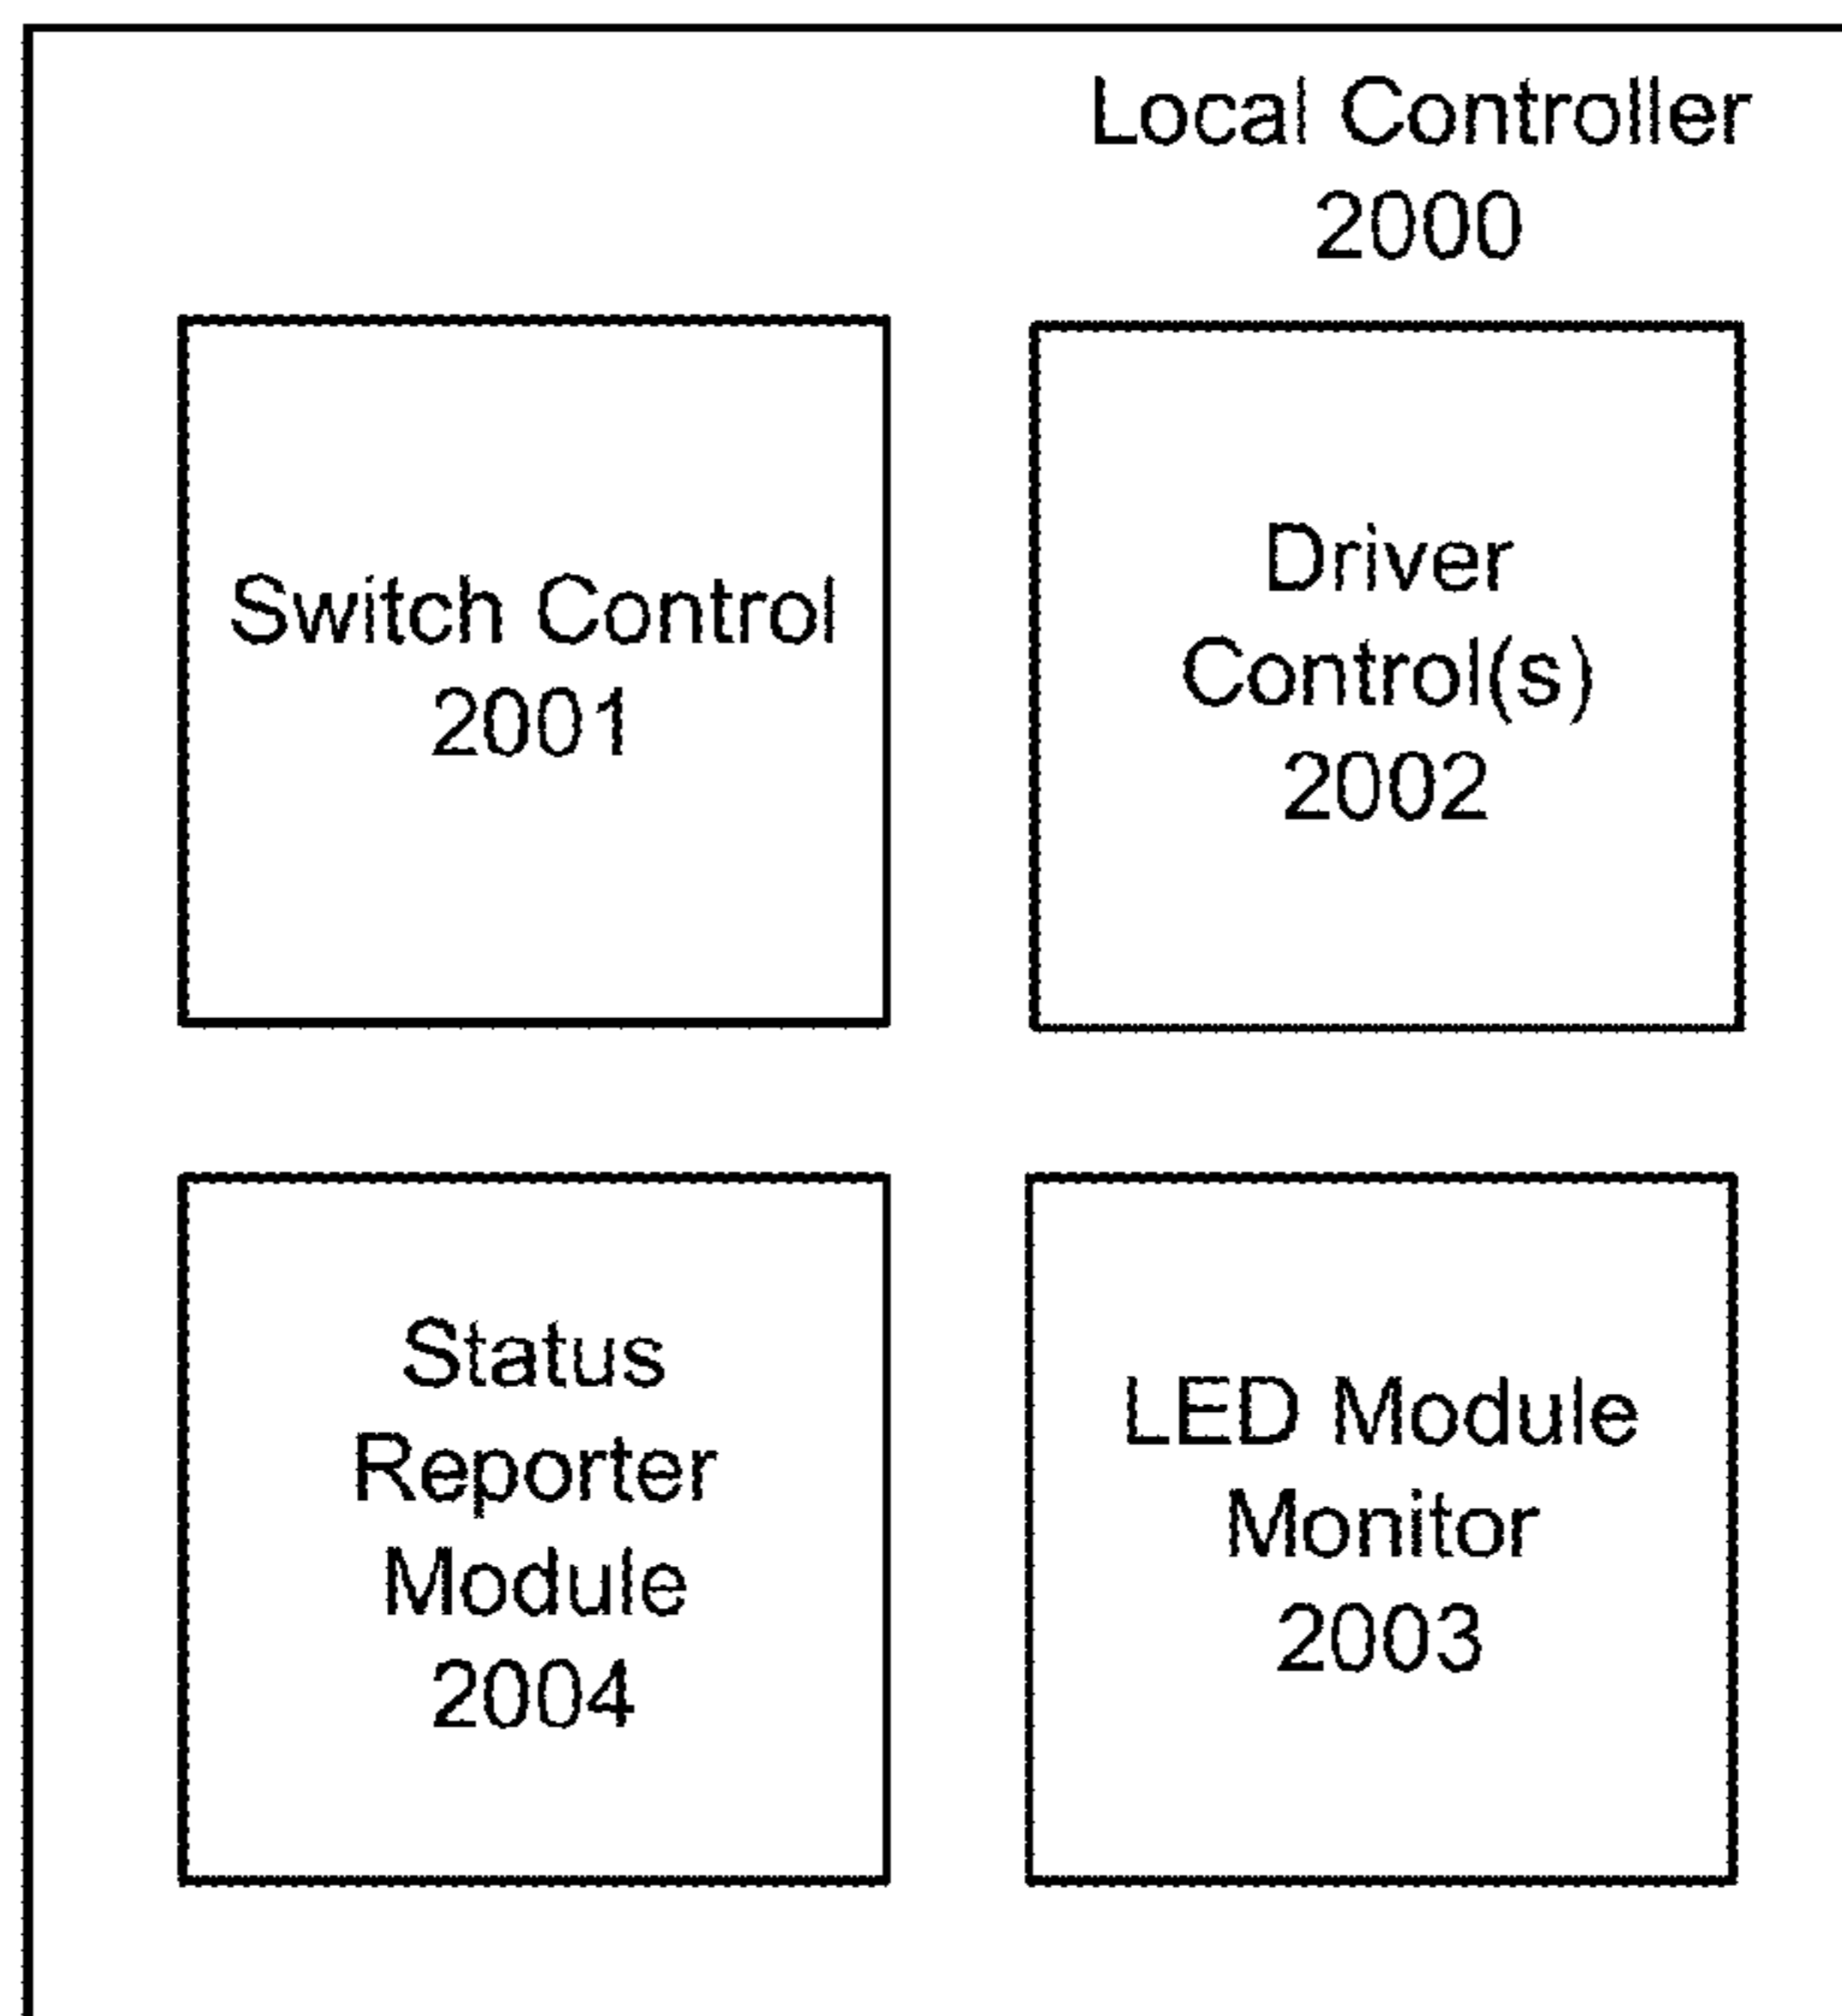 Local Controller
2000
Switch Control
2001
Driver
Control(s)
2002
Status
Reporter
Module
2004
LED Module
Monitor
2003